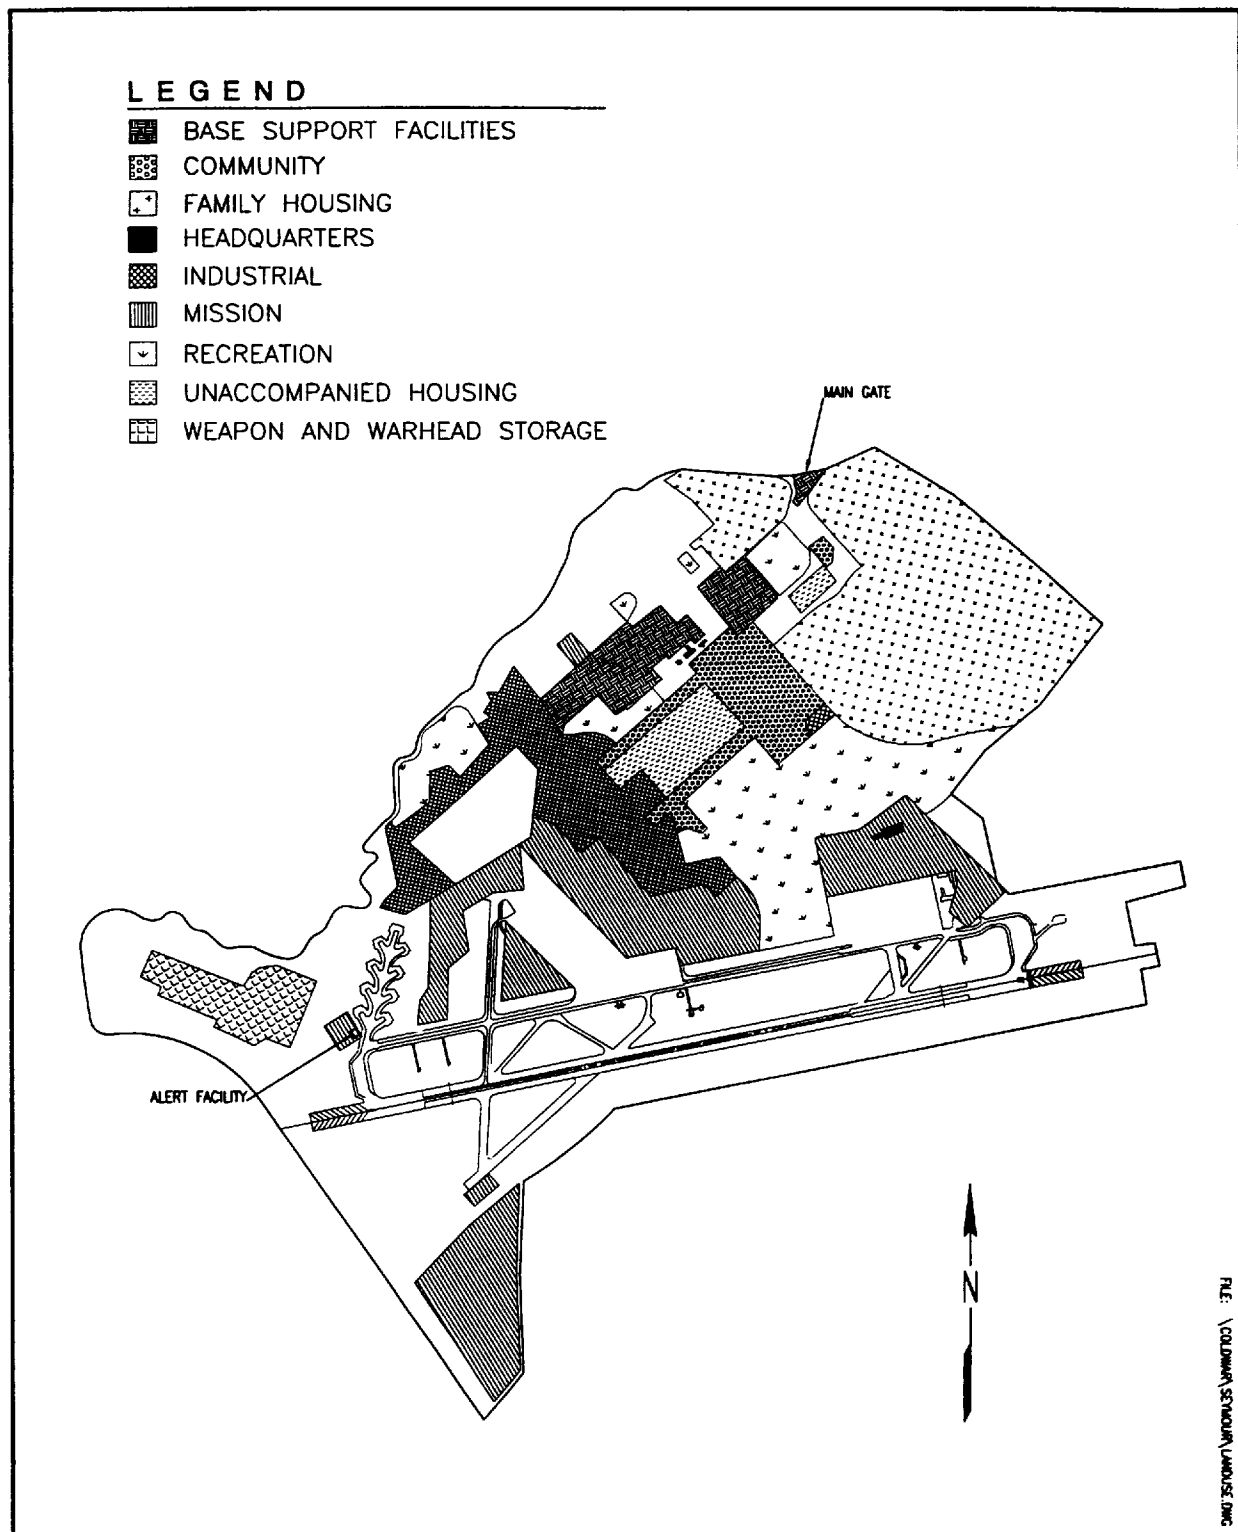 LEGEND
BASE SUPPORT FACILITIES
COMMUNITY
FAMILY HOUSING
HEADQUARTERS
INDUSTRIAL
MISSION
RECREATION
UNACCOMPANIED HOUSING
WEAPON AND WARHEAD STORAGE
MAIN GATE
ALERT FACILITY
N
FILE: \COLDWAR\SEYMOUR\LANDUSE.DWG